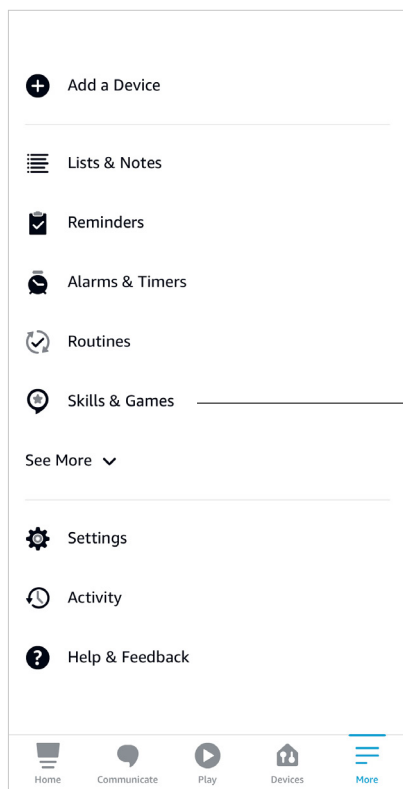 Add a Device
Lists & Notes
Reminders
Alarms & Timers
Routines
Skills & Games
See More
Settings
Activity
Help & Feedback
Home Communicate Play Devices More